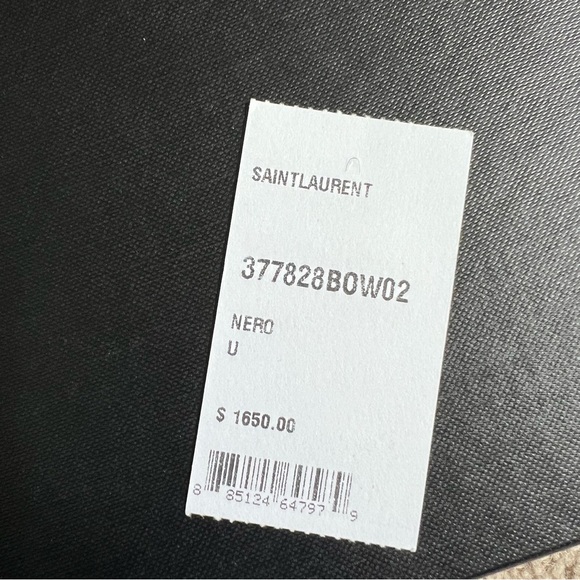 SAINTLAURENT
377828BOW02
NERO
U
$ 1650.00
8 85124 64797 9